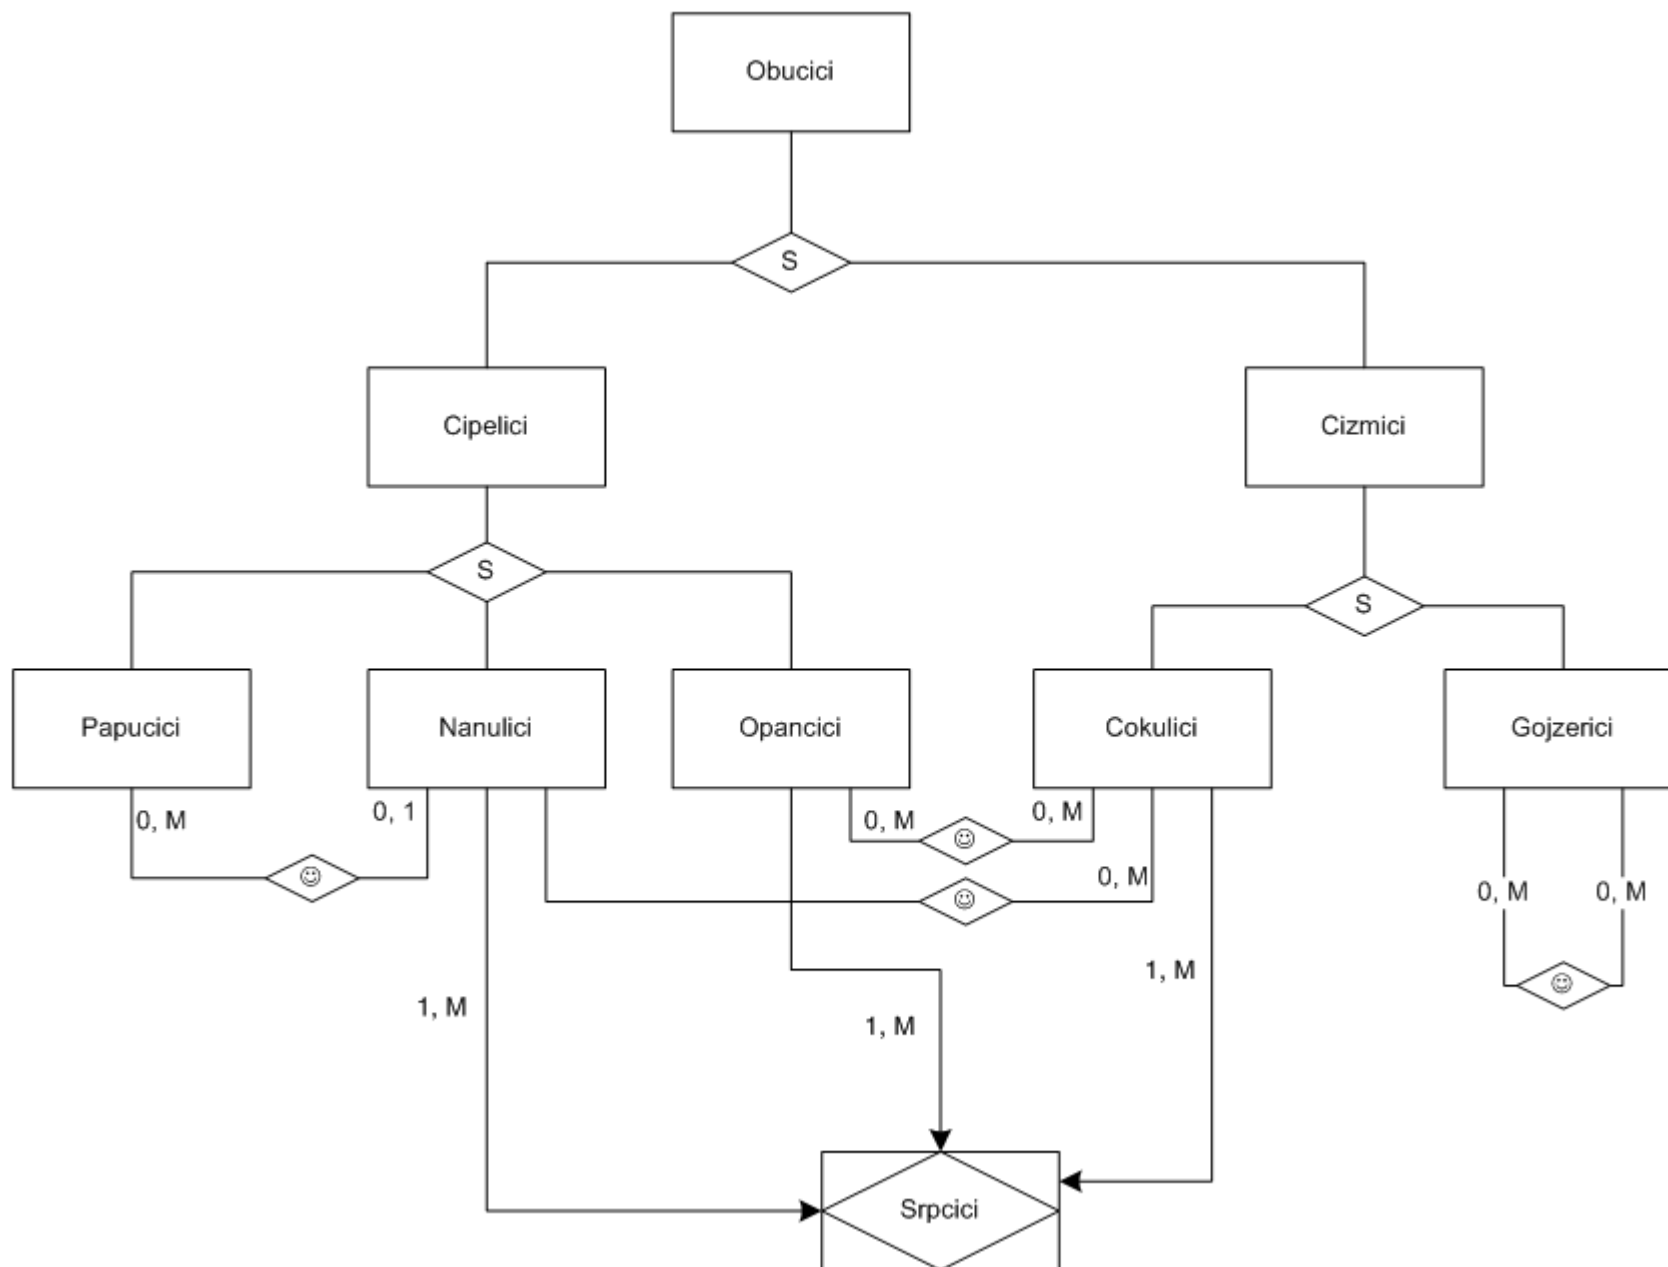 Obucici
S
Cipelici
Cizmici
S
S
Papucici
Nanulici
Opancici
Cokulici
Gojzerici
0, M
0, 1
0, M
0, M
0, M
0, M
0, M
1, M
1, M
1, M
Srpcici